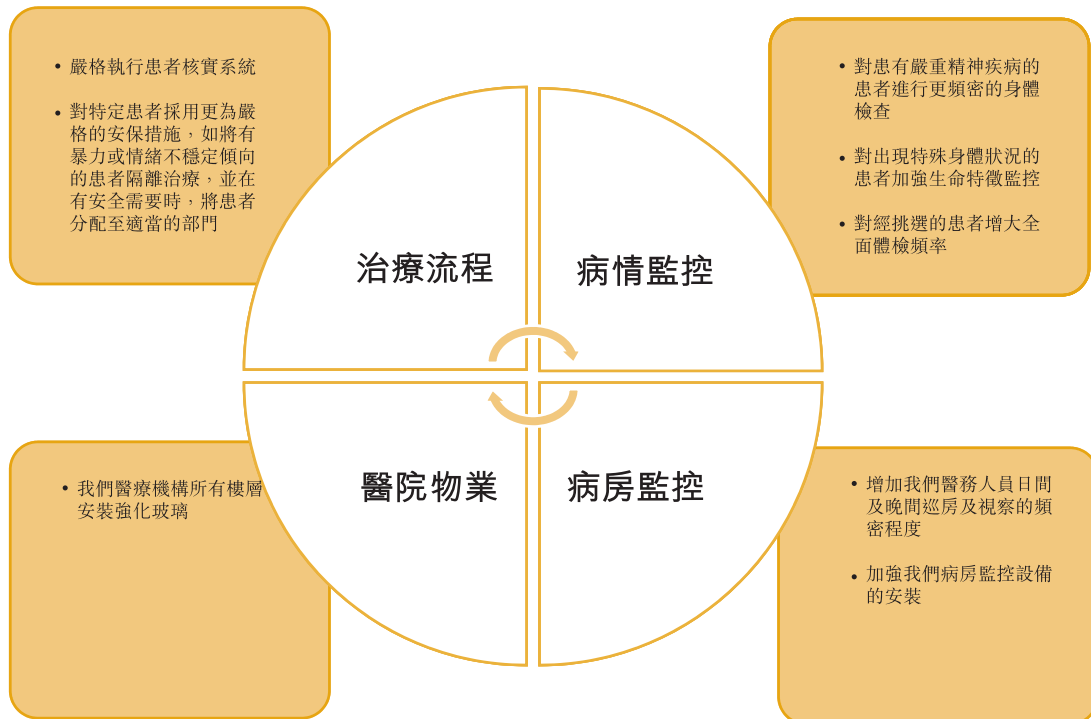 • 嚴格執行患者核實系統
• 對特定患者採用更為嚴
格的安保措施，如將有
暴力或情緒不穩定傾向
的患者隔離治療，並在
有安全需要時，將患者
分配至適當的部門
• 對患有嚴重精神疾病的
患者進行更頻密的身體
檢查
• 對出現特殊身體狀況的
患者加強生命特徵監控
• 對經挑選的患者增大全
面體檢頻率
治療流程
病情監控
醫院物業
病房監控
• 我們醫療機構所有樓層
安裝強化玻璃
• 增加我們醫務人員日間
及晚間巡房及視察的頻
密程度
• 加強我們病房監控設備
的安裝